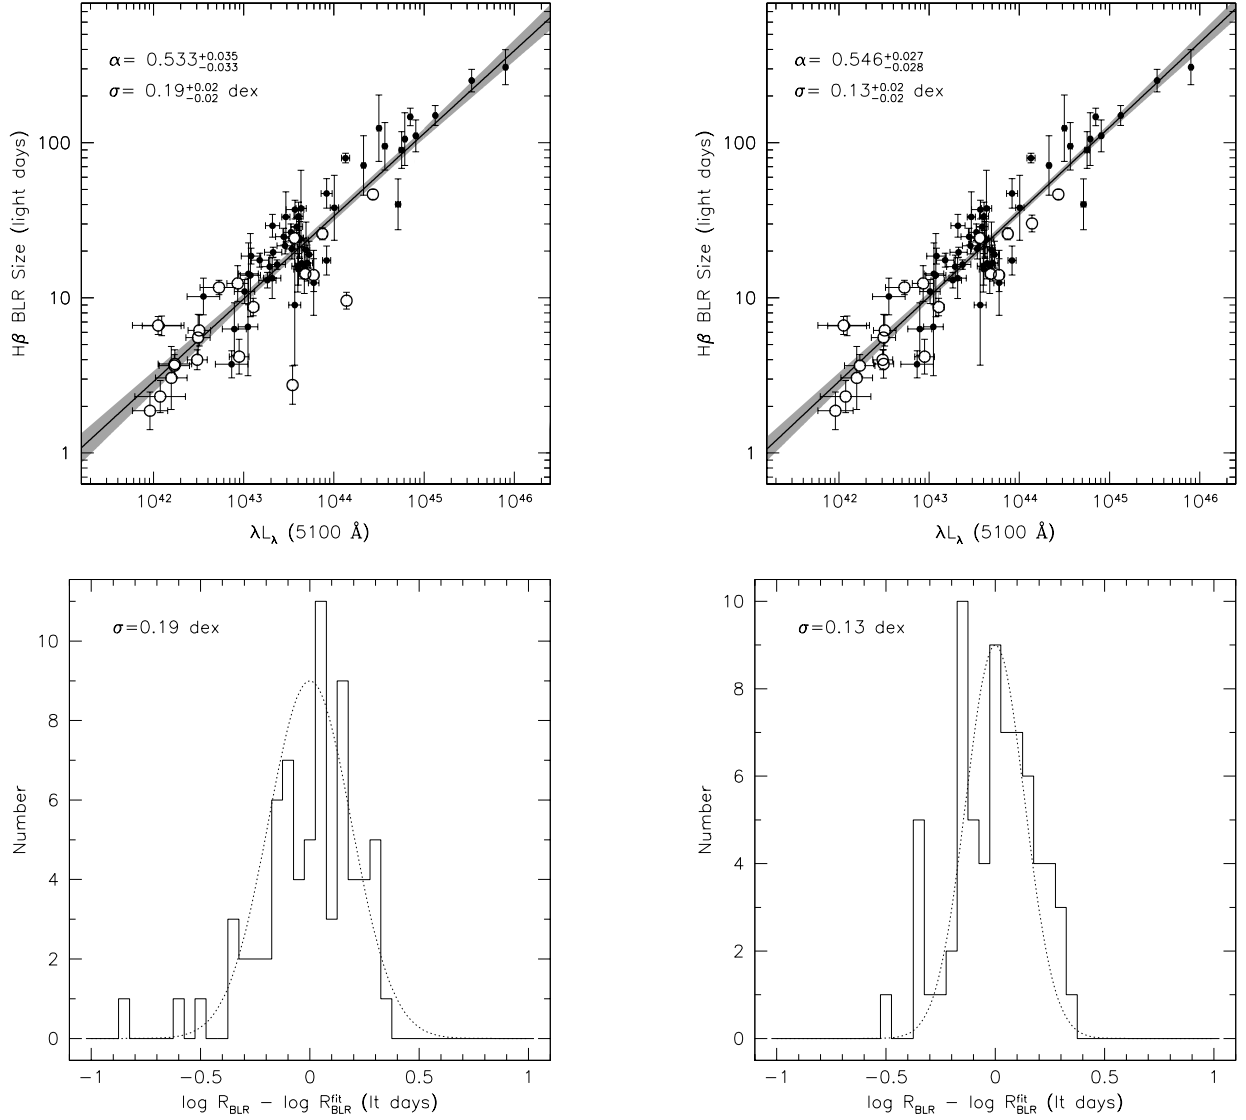 α= 0.533+0.035−0.033
σ= 0.19+0.02−0.02 dex
Hβ BLR Size (light days)
100
10
1
10^42 10^43 10^44 10^45 10^46
λLλ (5100 Å)
α= 0.546+0.027−0.028
σ= 0.13+0.02−0.02 dex
Hβ BLR Size (light days)
100
10
1
10^42 10^43 10^44 10^45 10^46
λLλ (5100 Å)
σ=0.19 dex
Number
10
8
6
4
2
0
−1 −0.5 0 0.5 1
log R_BLR − log R^fit_BLR (lt days)
σ=0.13 dex
Number
10
8
6
4
2
0
−1 −0.5 0 0.5 1
log R_BLR − log R^fit_BLR (lt days)